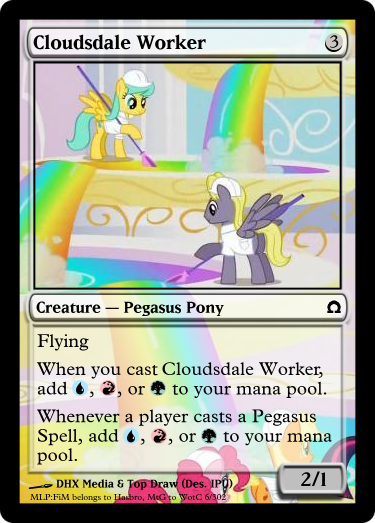 Cloudsdale Worker 3
Creature — Pegasus Pony Ω
Flying
When you cast Cloudsdale Worker,
add , , or to your mana pool.
Whenever a player casts a Pegasus
Spell, add , , or to your mana
pool.
DHX Media & Top Draw (Des. IPU)
2/1
MLP:FiM belongs to Hasbro, MtG to WotC 6/302